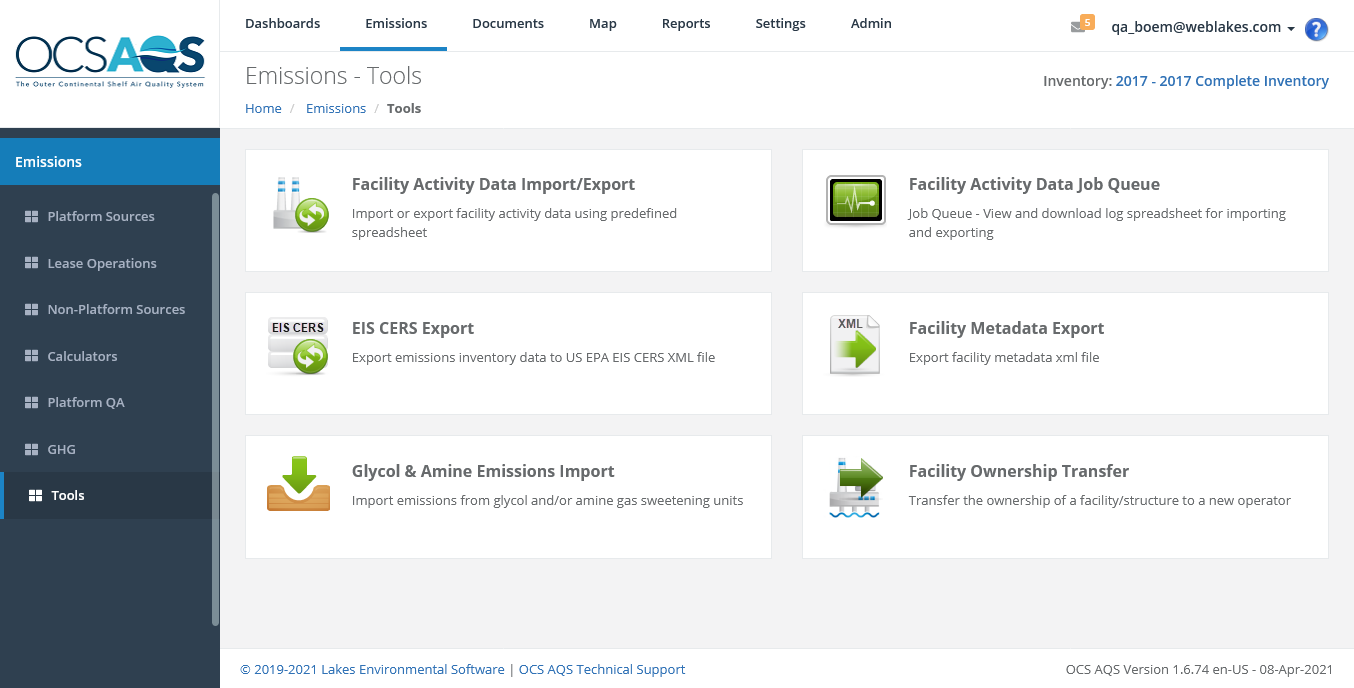 OCSAQS
The Outer Continental Shelf Air Quality System
Dashboards Emissions Documents Map Reports Settings Admin
5 qa_boem@weblakes.com ?
Emissions - Tools
Inventory: 2017 - 2017 Complete Inventory
Home / Emissions / Tools
Emissions
Platform Sources
Lease Operations
Non-Platform Sources
Calculators
Platform QA
GHG
Tools
Facility Activity Data Import/Export
Import or export facility activity data using predefined
spreadsheet
Facility Activity Data Job Queue
Job Queue - View and download log spreadsheet for importing
and exporting
EIS CERS
EIS CERS Export
Export emissions inventory data to US EPA EIS CERS XML file
XML
Facility Metadata Export
Export facility metadata xml file
Glycol & Amine Emissions Import
Import emissions from glycol and/or amine gas sweetening units
Facility Ownership Transfer
Transfer the ownership of a facility/structure to a new operator
© 2019-2021 Lakes Environmental Software | OCS AQS Technical Support
OCS AQS Version 1.6.74 en-US - 08-Apr-2021